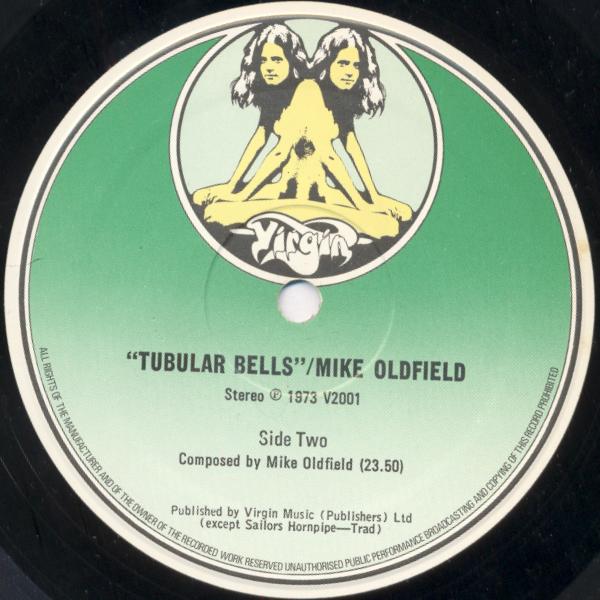 Virgin
"TUBULAR BELLS"/MIKE OLDFIELD
Stereo ℗ 1973 V2001
Side Two
Composed by Mike Oldfield (23.50)
Published by Virgin Music (Publishers) Ltd
(except Sailors Hornpipe—Trad)
ALL RIGHTS OF THE MANUFACTURER AND OF THE OWNER OF THE RECORDED WORK RESERVED UNAUTHORISED PUBLIC PERFORMANCE BROADCASTING AND COPYING OF THIS RECORD PROHIBITED